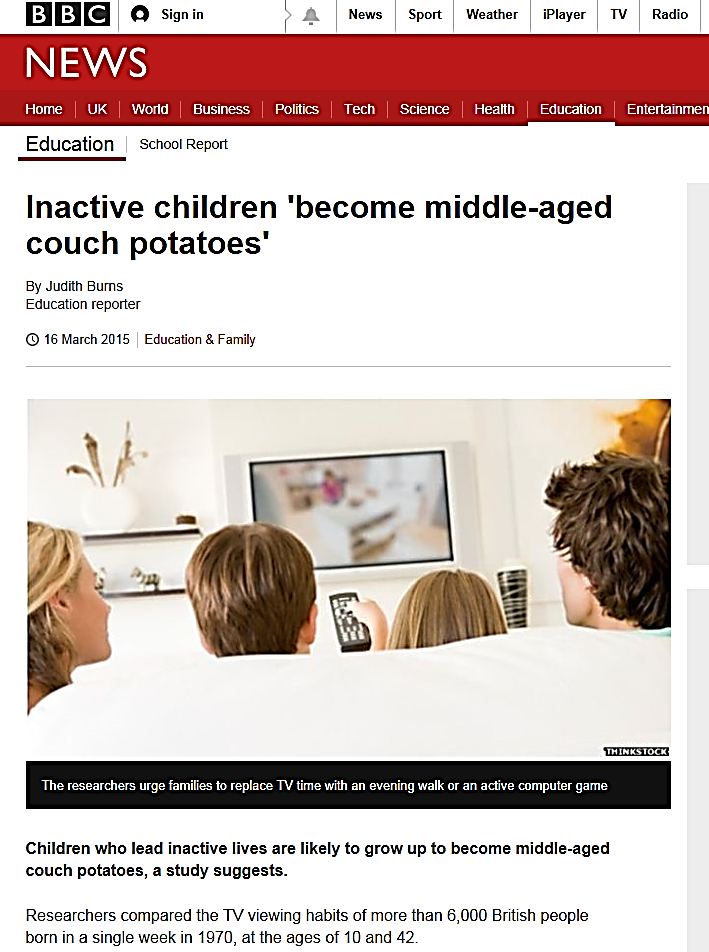 BBC Sign in News Sport Weather iPlayer TV Radio
NEWS
Home UK World Business Politics Tech Science Health Education Entertainmen
Education School Report
Inactive children 'become middle-aged
couch potatoes'
By Judith Burns
Education reporter
16 March 2015 Education & Family
THINKSTOCK
The researchers urge families to replace TV time with an evening walk or an active computer game
Children who lead inactive lives are likely to grow up to become middle-aged
couch potatoes, a study suggests.
Researchers compared the TV viewing habits of more than 6,000 British people
born in a single week in 1970, at the ages of 10 and 42.